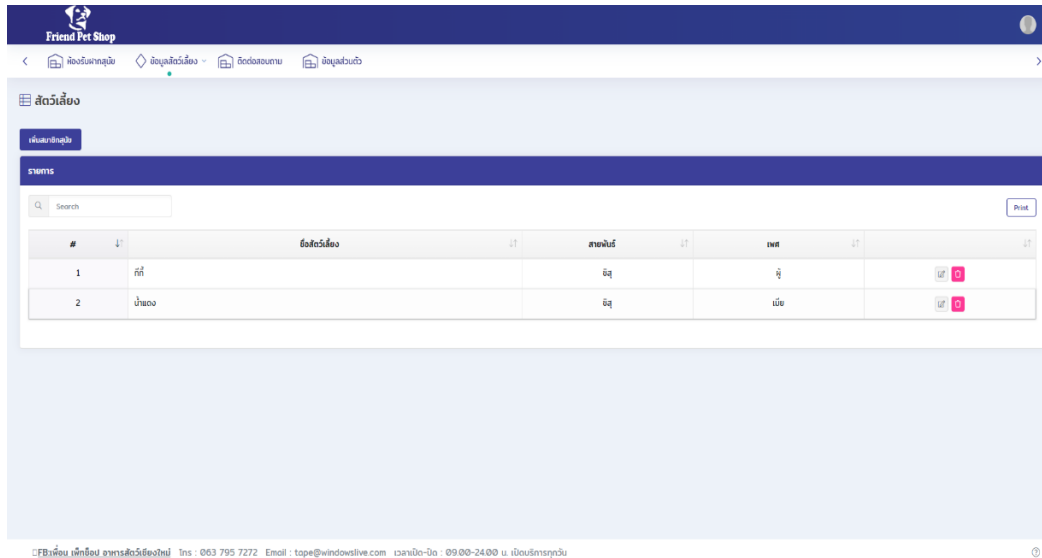 Friend Pet Shop
ห้องรับฝากสุนัข ข้อมูลสัตว์เลี้ยง ติดต่อสอบถาม ข้อมูลส่วนตัว
สัตว์เลี้ยง
เพิ่มสมาชิกสุนัข
รายการ
Search Print
# ชื่อสัตว์เลี้ยง สายพันธ์ เพศ
1 กีกี้ ชิสุ ผู้
2 น้ำแดง ชิสุ เมีย
FB:เพื่อน เพ็ทช็อป อาหารสัตว์เชียงใหม่ โทร : 063 795 7272 Email : tape@windowslive.com เวลาเปิด-ปิด : 09.00-24.00 น. เปิดบริการทุกวัน